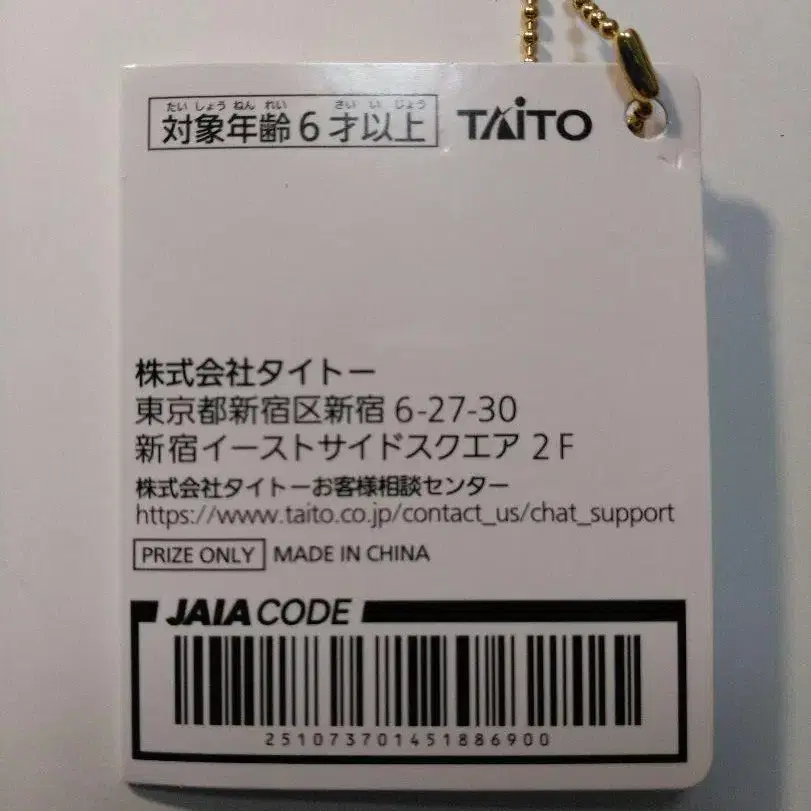 たいしょうねんれい さいいじょう
対象年齢6才以上 TAITO
株式会社タイトー
東京都新宿区新宿 6-27-30
新宿イーストサイドスクエア 2F
株式会社タイトーお客様相談センター
https://www.taito.co.jp/contact_us/chat_support
PRIZE ONLY MADE IN CHINA
JAIA CODE
251073701451886900